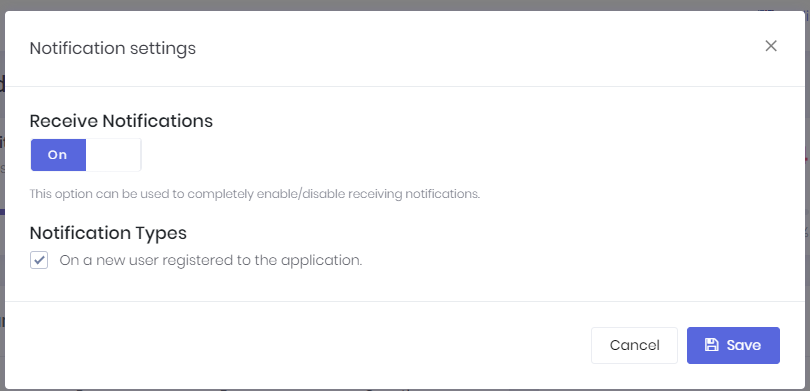 Notification settings
Receive Notifications
On
This option can be used to completely enable/disable receiving notifications.
Notification Types
On a new user registered to the application.
Cancel
Save